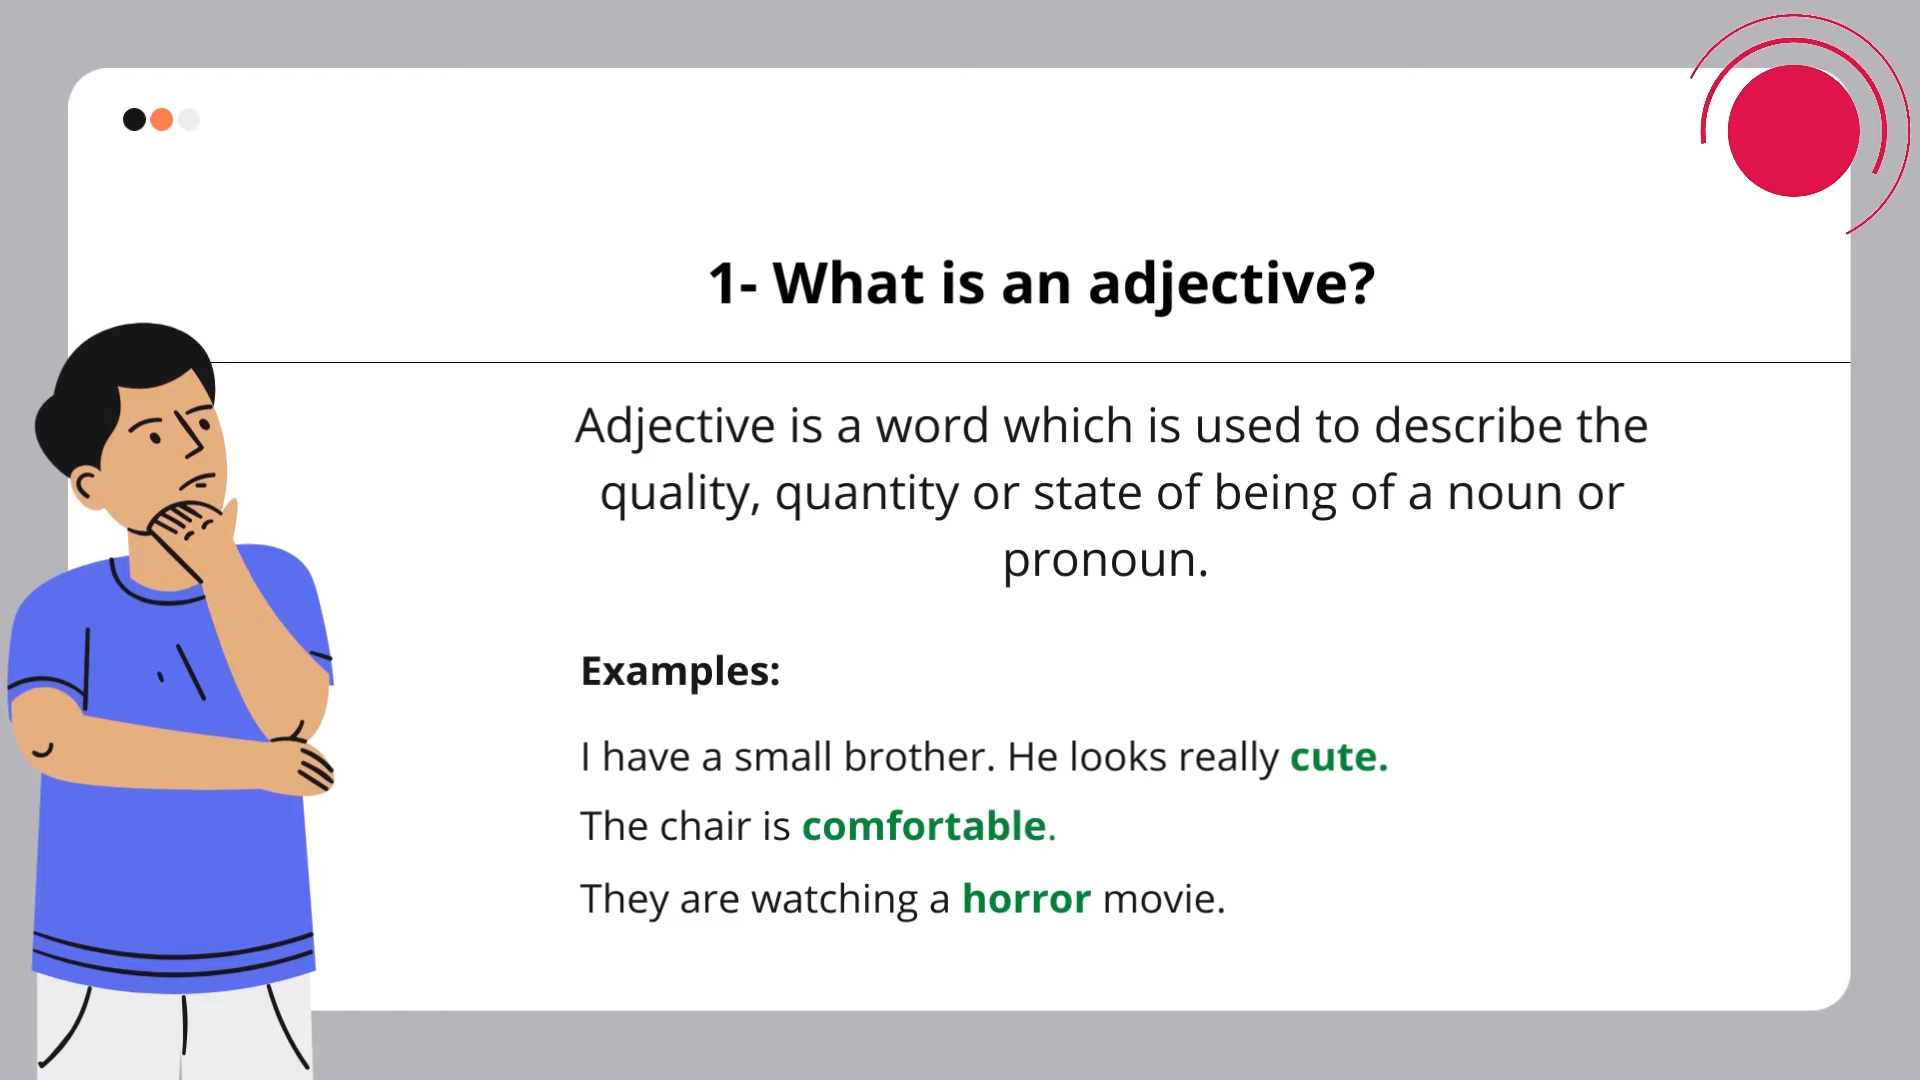 1- What is an adjective?
Adjective is a word which is used to describe the
quality, quantity or state of being of a noun or
pronoun.
Examples:
I have a small brother. He looks really cute.
The chair is comfortable.
They are watching a horror movie.